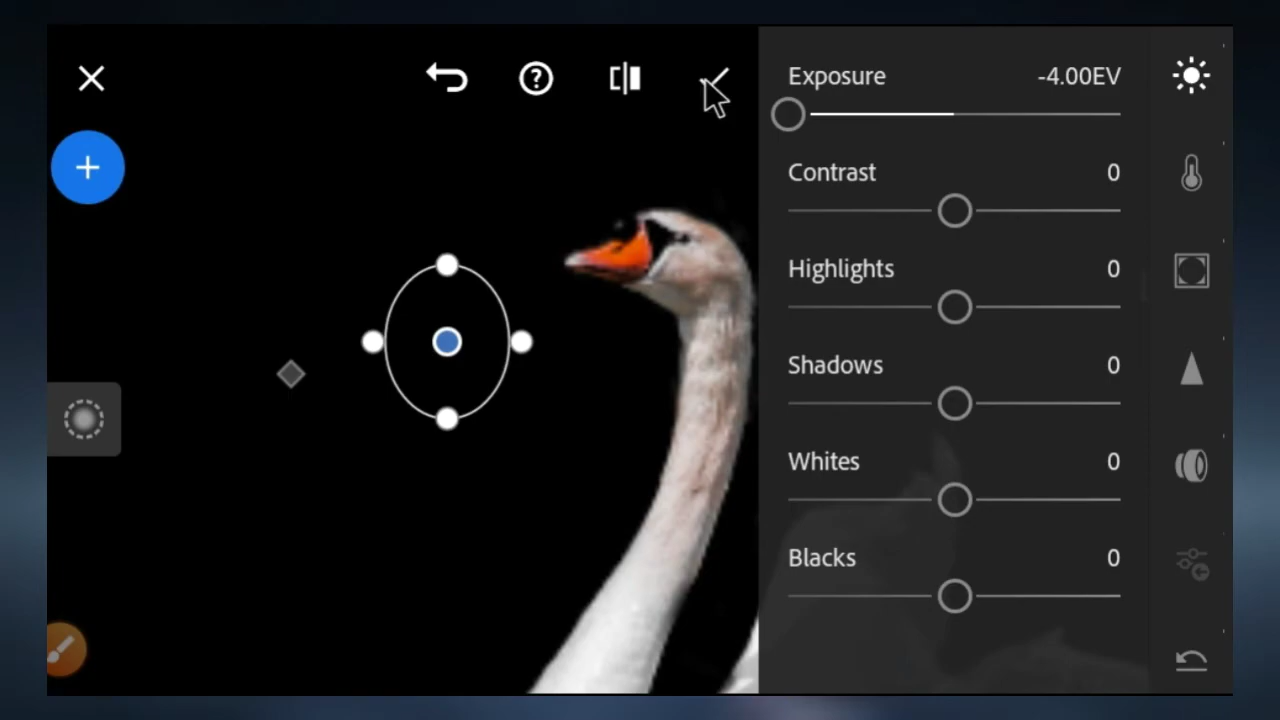 Exposure -4.00EV
Contrast 0
Highlights 0
Shadows 0
Whites 0
Blacks 0